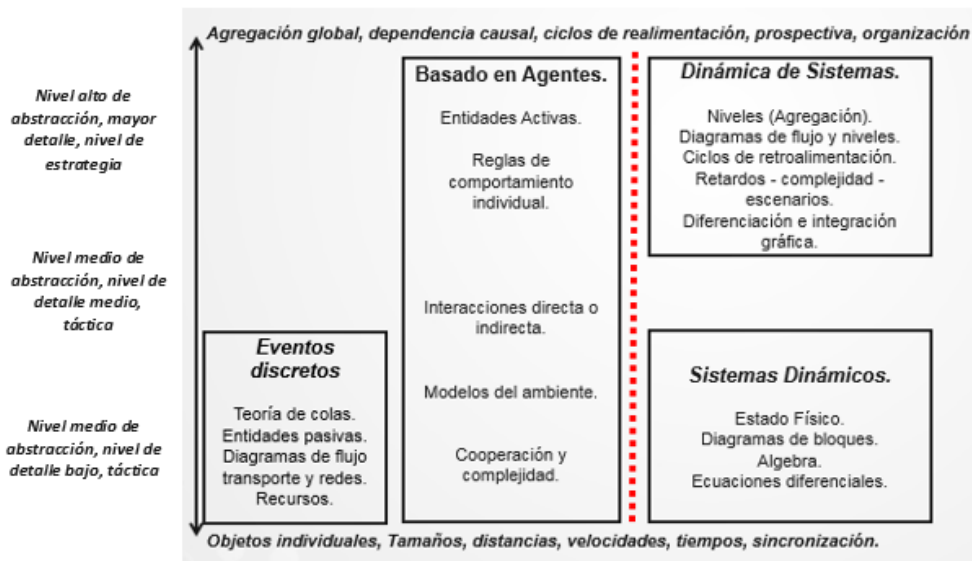 Agregación global, dependencia causal, ciclos de realimentación, prospectiva, organización
Nivel alto de
abstracción, mayor
detalle, nivel de
estrategia
Nivel medio de
abstracción, nivel de
detalle medio,
táctica
Nivel medio de
abstracción, nivel de
detalle bajo, táctica
Eventos
discretos
Teoría de colas.
Entidades pasivas.
Diagramas de flujo
transporte y redes.
Recursos.
Basado en Agentes.
Entidades Activas.
Reglas de
comportamiento
individual.
Interacciones directa o
indirecta.
Modelos del ambiente.
Cooperación y
complejidad.
Dinámica de Sistemas.
Niveles (Agregación).
Diagramas de flujo y niveles.
Ciclos de retroalimentación.
Retardos - complejidad -
escenarios.
Diferenciación e integración
gráfica.
Sistemas Dinámicos.
Estado Físico.
Diagramas de bloques.
Algebra.
Ecuaciones diferenciales.
Objetos individuales, Tamaños, distancias, velocidades, tiempos, sincronización.